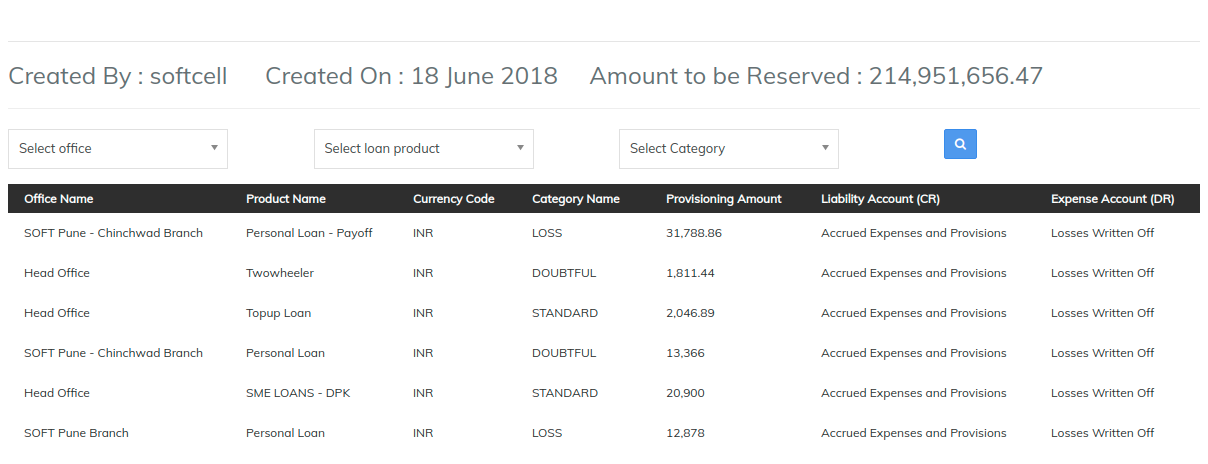 Created By : softcell Created On : 18 June 2018 Amount to be Reserved : 214,951,656.47
Select office Select loan product Select Category
Office Name Product Name Currency Code Category Name Provisioning Amount Liability Account (CR) Expense Account (DR)
SOFT Pune - Chinchwad Branch Personal Loan - Payoff INR LOSS 31,788.86 Accrued Expenses and Provisions Losses Written Off
Head Office Twowheeler INR DOUBTFUL 1,811.44 Accrued Expenses and Provisions Losses Written Off
Head Office Topup Loan INR STANDARD 2,046.89 Accrued Expenses and Provisions Losses Written Off
SOFT Pune - Chinchwad Branch Personal Loan INR DOUBTFUL 13,366 Accrued Expenses and Provisions Losses Written Off
Head Office SME LOANS - DPK INR STANDARD 20,900 Accrued Expenses and Provisions Losses Written Off
SOFT Pune Branch Personal Loan INR LOSS 12,878 Accrued Expenses and Provisions Losses Written Off